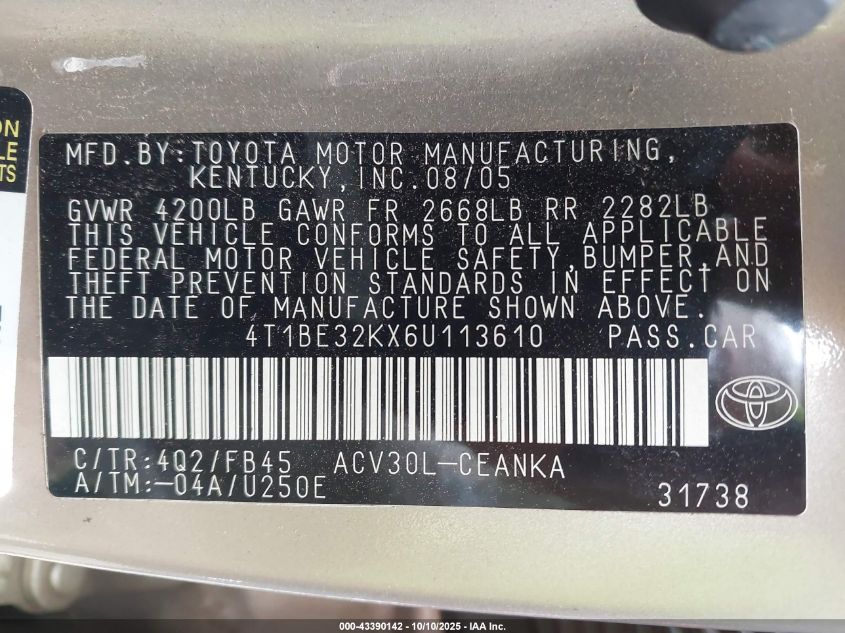 ON
LE
TS
MFD.BY:TOYOTA MOTOR MANUFACTURING,
KENTUCKY,INC.08/05
GVWR 4200LB GAWR FR 2668LB RR 2282LB
THIS VEHICLE CONFORMS TO ALL APPLICABLE
FEDERAL MOTOR VEHICLE SAFETY,BUMPER,AND
THEFT PREVENTION STANDARDS IN EFFECT ON
THE DATE OF MANUFACTURE SHOWN ABOVE.
4T1BE32KX6U113610 PASS.CAR
C/TR:4Q2/FB45 ACV30L-CEANKA
A/TM:-04A/U250E
31738
000-43390142 - 10/10/2025 - IAA Inc.